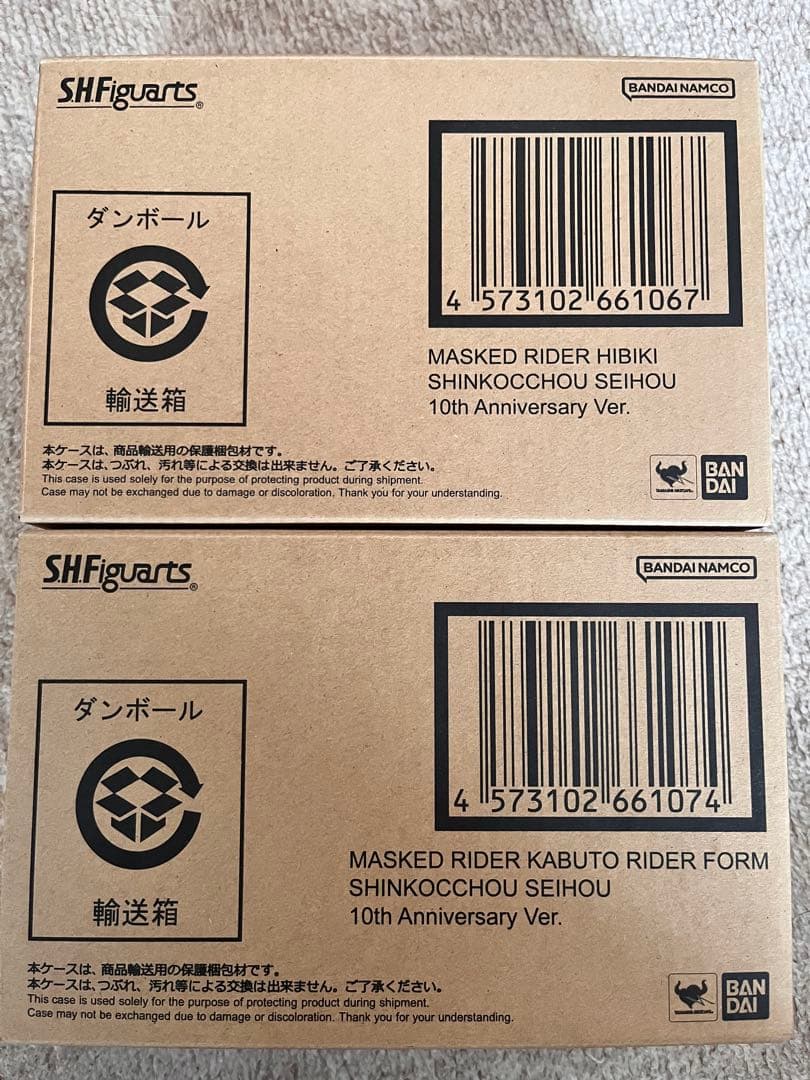 S.H.Figuarts®
BANDAI NAMCO
ダンボール
輸送箱
4 573102 661067
MASKED RIDER HIBIKI
SHINKOCCHOU SEIHOU
10th Anniversary Ver.
本ケースは、商品輸送用の保護梱包材です。
本ケースは、つぶれ、汚れ等による交換は出来ません。ご了承ください。
This case is used solely for the purpose of protecting product during shipment.
Case may not be exchanged due to damage or discoloration. Thank you for your understanding.
BAN
DAI
S.H.Figuarts®
BANDAI NAMCO
ダンボール
輸送箱
4 573102 661074
MASKED RIDER KABUTO RIDER FORM
SHINKOCCHOU SEIHOU
10th Anniversary Ver.
本ケースは、商品輸送用の保護梱包材です。
本ケースは、つぶれ、汚れ等による交換は出来ません。ご了承ください。
This case is used solely for the purpose of protecting product during shipment.
Case may not be exchanged due to damage or discoloration. Thank you for your understanding.
BAN
DAI